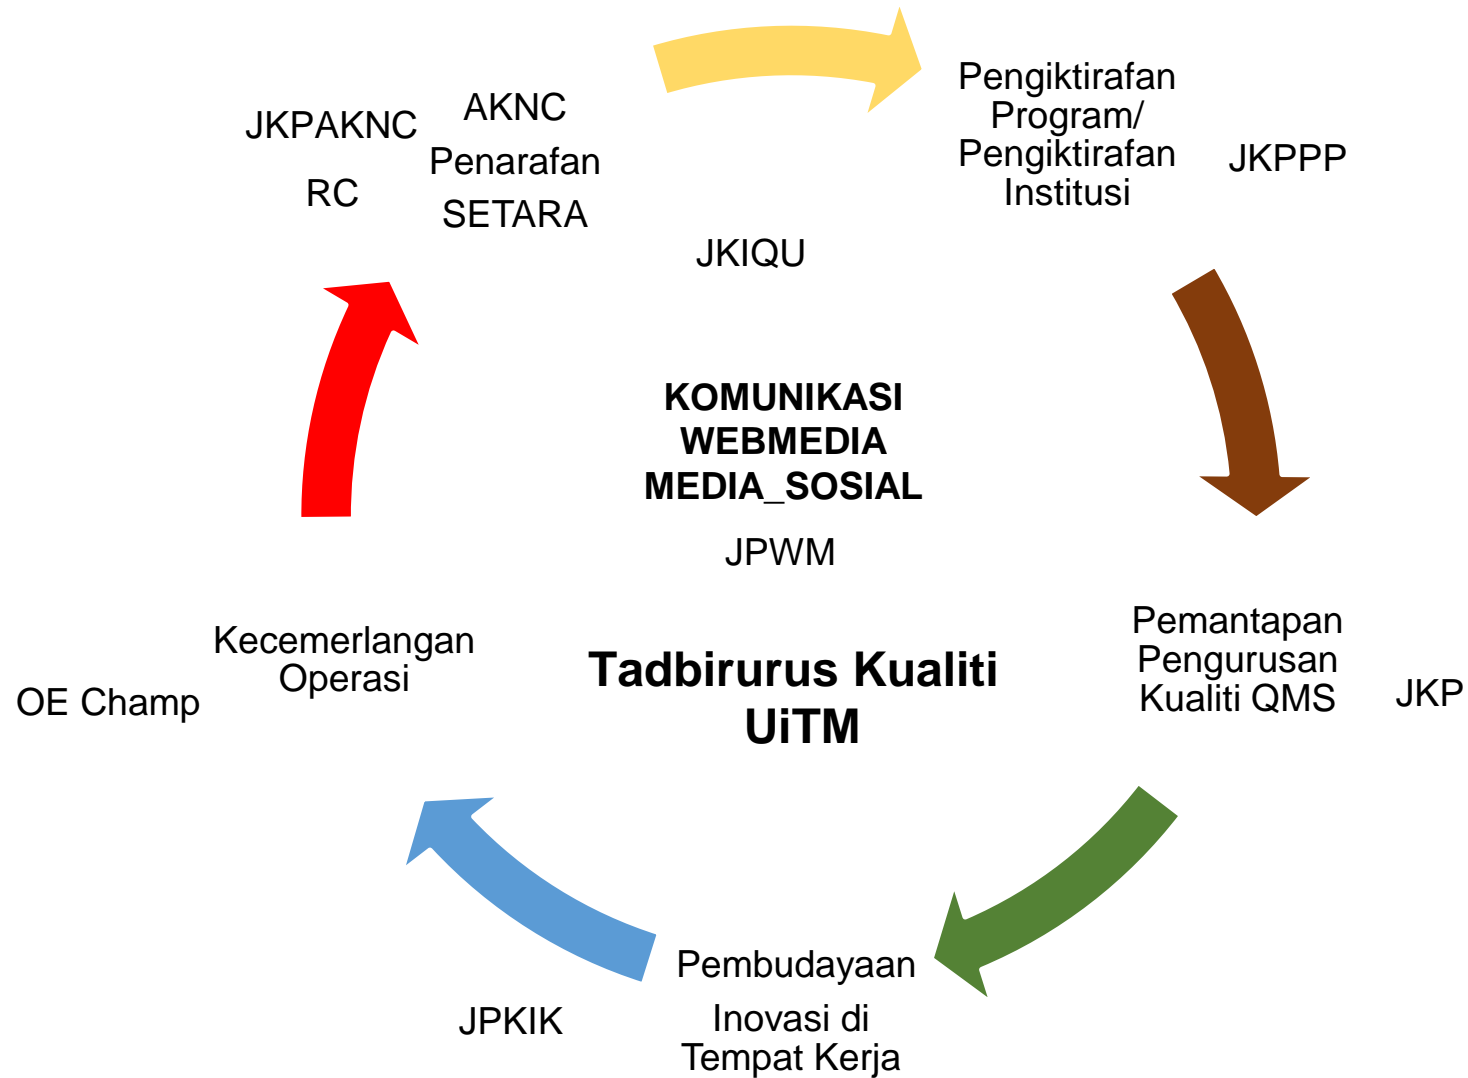 JKPAKNC
RC
AKNC
Penarafan
SETARA
Pengiktirafan
Program/
Pengiktirafan
Institusi
JKPPP
JKIQU
KOMUNIKASI
WEBMEDIA
MEDIA_SOSIAL
JPWM
Tadbirurus Kualiti
UiTM
Pemantapan
Pengurusan
Kualiti QMS
JKP
Pembudayaan
Inovasi di
Tempat Kerja
JPKIK
Kecemerlangan
Operasi
OE Champ